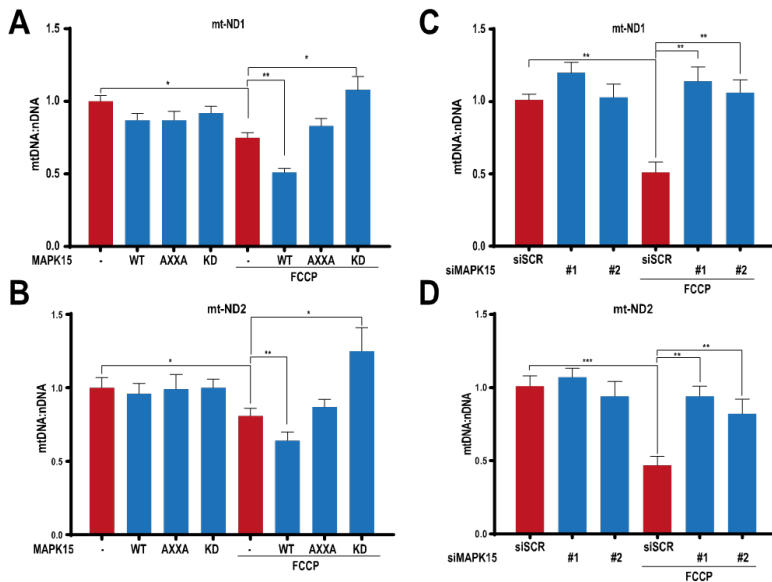 A
mt-ND1
mtDNA:nDNA
1.5
1.0
0.5
0.0
*
**
*
MAPK15 - WT AXXA KD - WT AXXA KD
FCCP
B
mt-ND2
mtDNA:nDNA
1.5
1.0
0.5
0.0
*
**
*
MAPK15 - WT AXXA KD - WT AXXA KD
FCCP
C
mt-ND1
mtDNA:nDNA
1.5
1.0
0.5
0.0
**
**
**
siMAPK15 siSCR #1 #2 siSCR #1 #2
FCCP
D
mt-ND2
mtDNA:nDNA
1.5
1.0
0.5
0.0
***
**
**
siMAPK15 siSCR #1 #2 siSCR #1 #2
FCCP